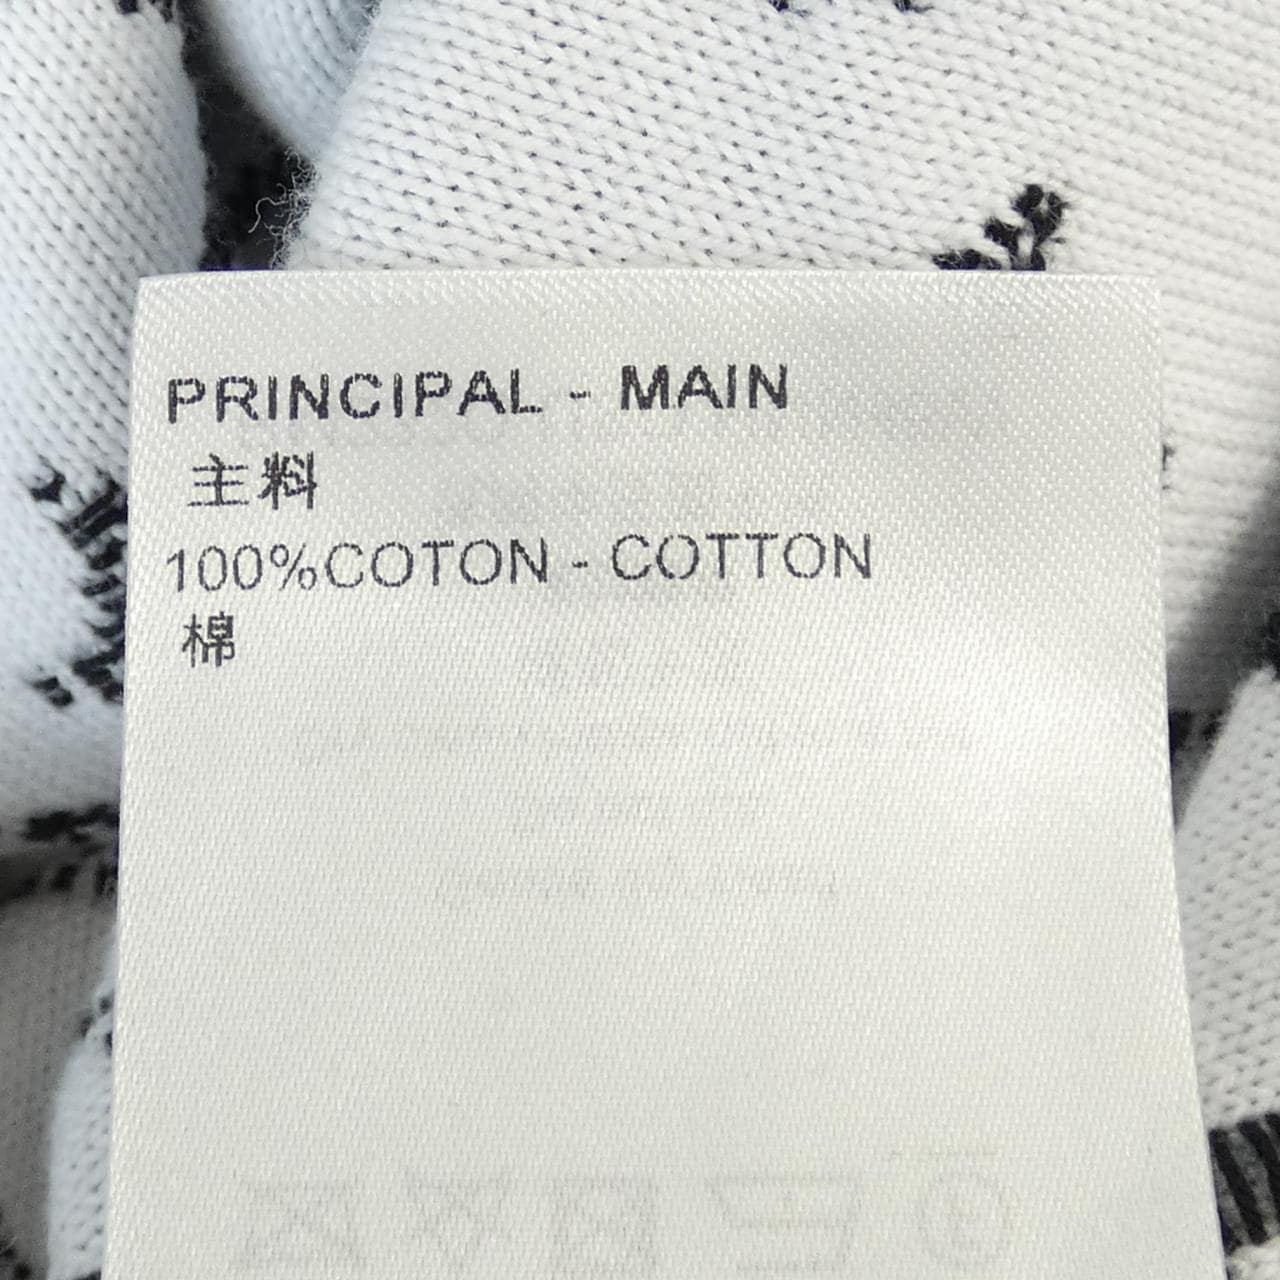 PRINCIPAL - MAIN
主料
100%COTON - COTTON
棉